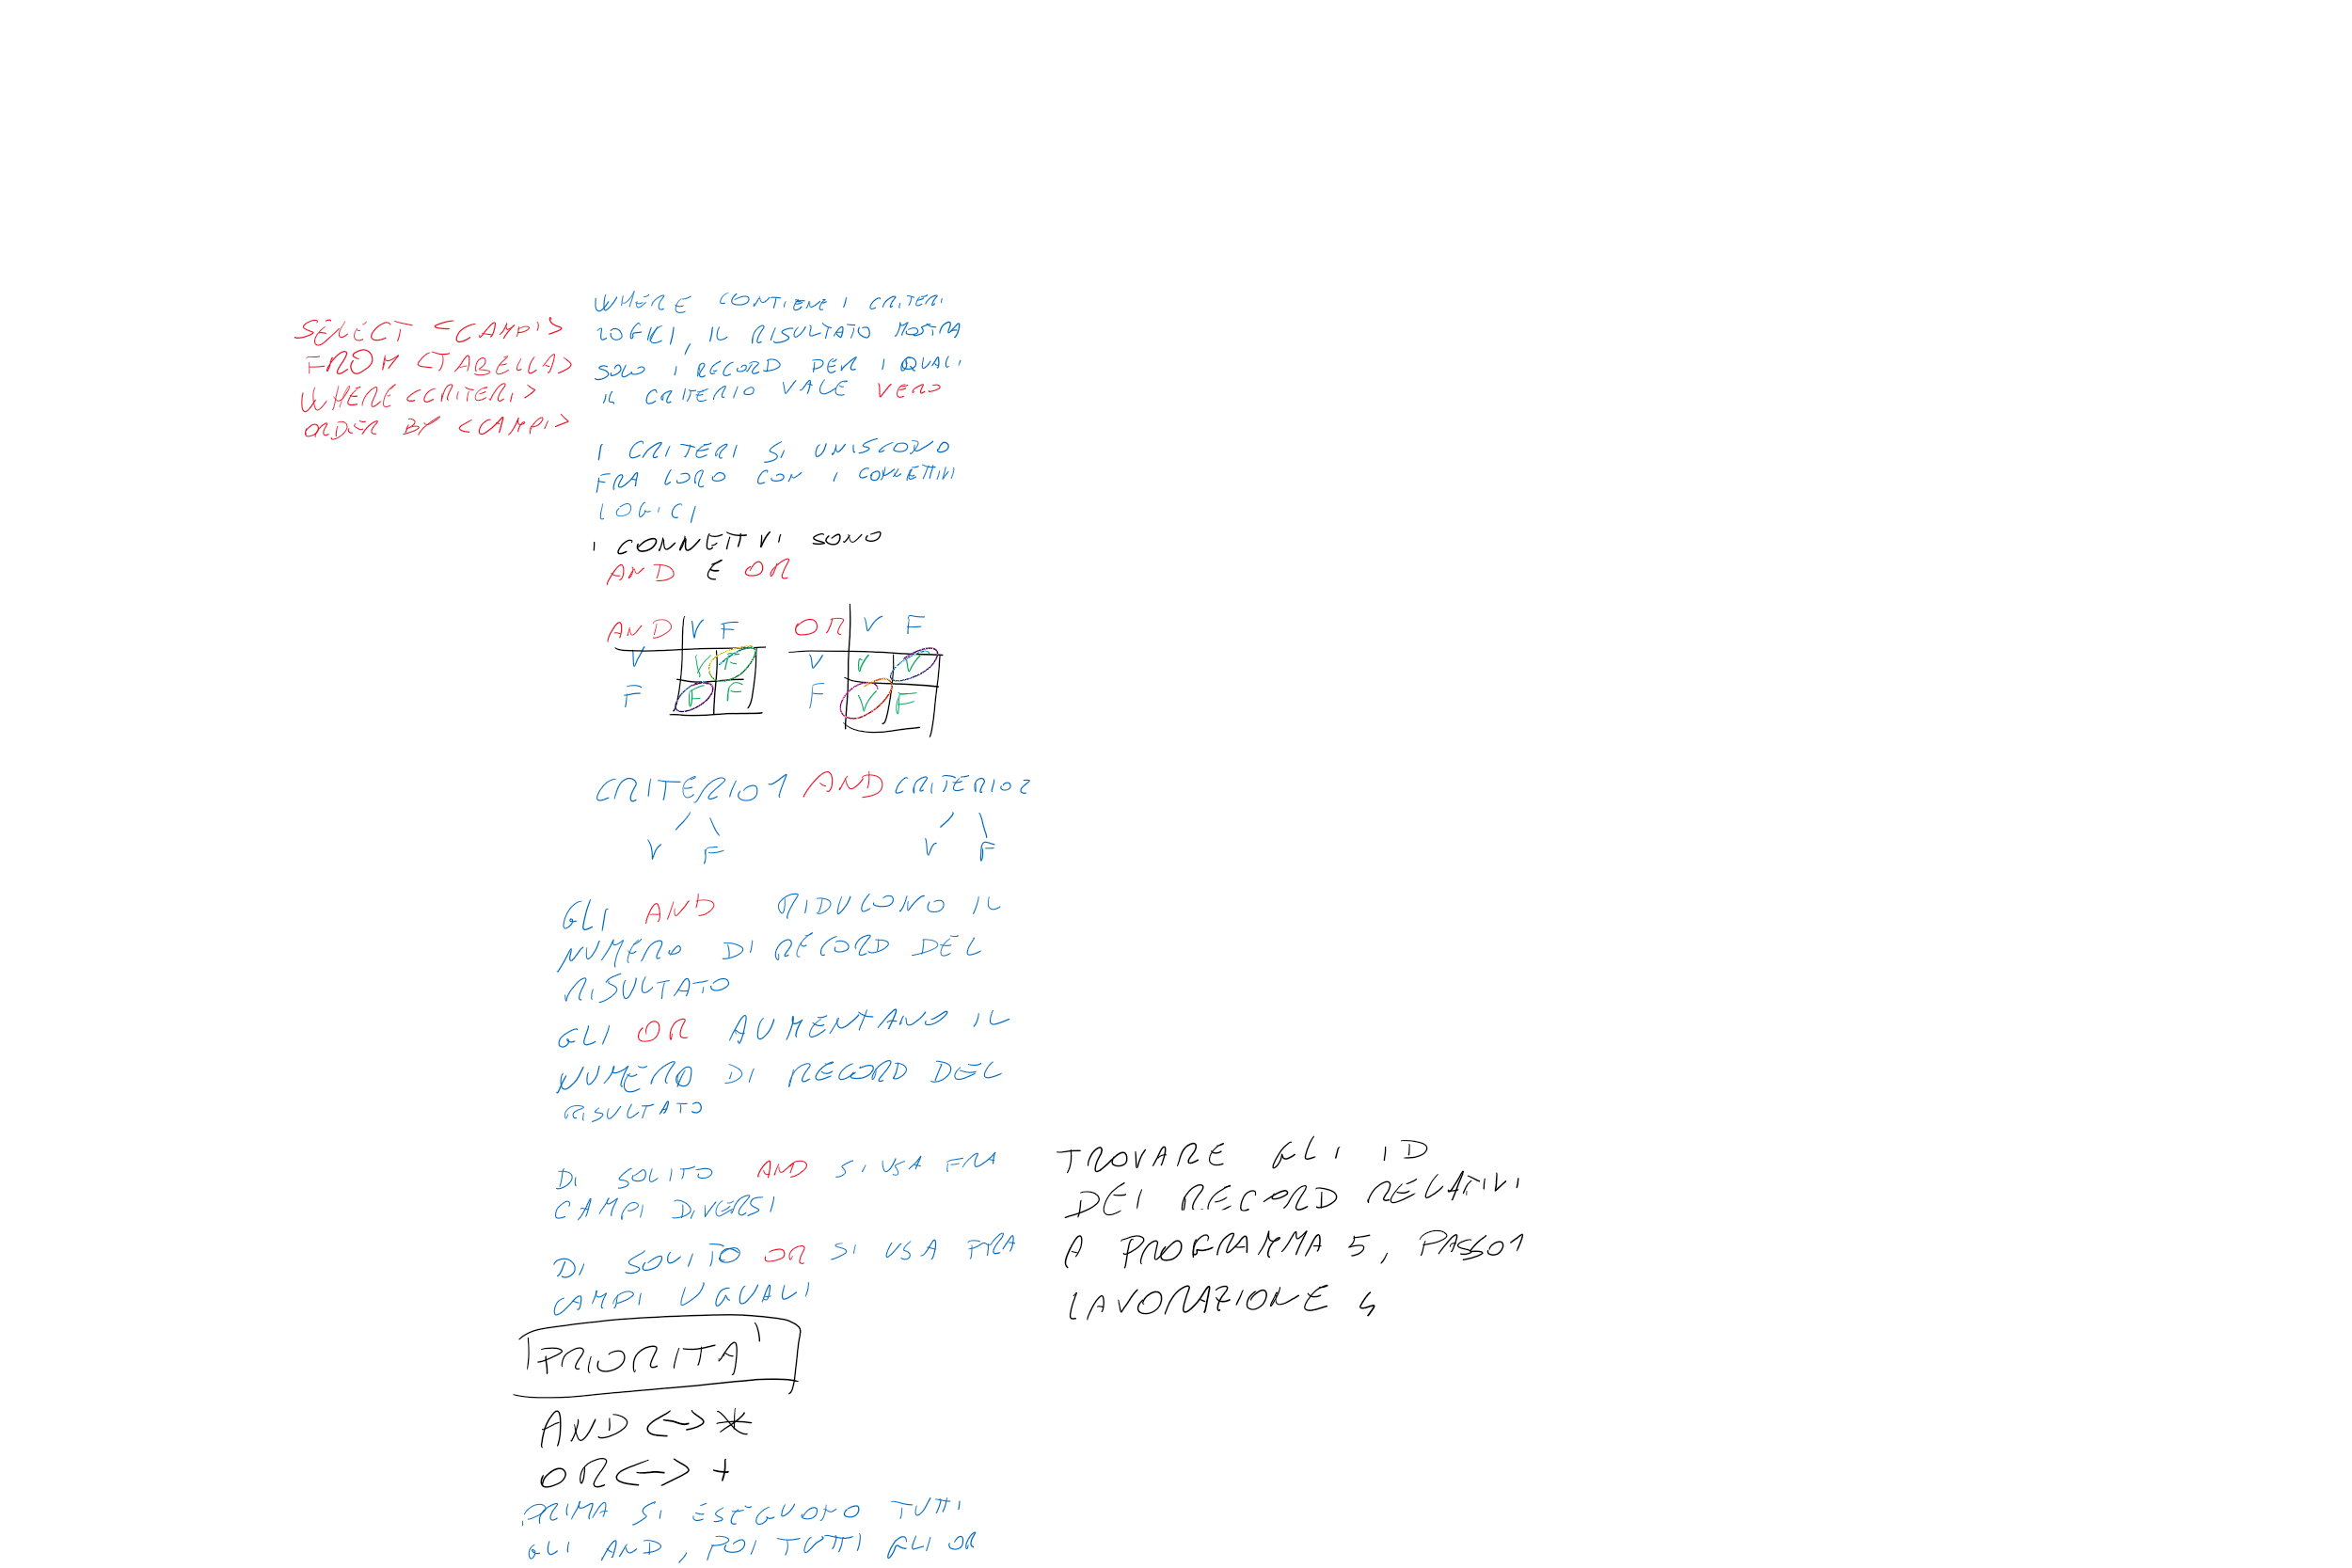 SELECT <CAMPI>
FROM <TABELLA>
WHERE <CRITERI>
ORDER BY <CAMPI>
WHERE CONTIENE I CRITERI
LOGICI, IL RISULTATO MOSTRA
SOLO I RECORD PER I QUALI
IL CRITERIO VALE VERO
I CRITERI SI UNISCONO
FRA LORO CON I CONNETTIVI
LOGICI
I CONNETTIVI SONO
AND E OR
AND V F
V V F
F F F
OR V F
V V V
F V F
CRITERIO1 AND CRITERIO2
V F V F
GLI AND RIDUCONO IL
NUMERO DI RECORD DEL
RISULTATO
GLI OR AUMENTANO IL
NUMERO DI RECORD DEL
RISULTATO
DI SOLITO AND SI USA FRA
CAMPI DIVERSI
DI SOLITO OR SI USA FRA
CAMPI UGUALI
TROVARE GLI ID
DEI RECORD RELATIVI
A PROGRAMMA 5, PASSO1
LAVORAZIONE 4
PRIORITA'
AND <-> *
OR <-> +
PRIMA SI ESEGUONO TUTTI
GLI AND, POI TUTTI GLI OR